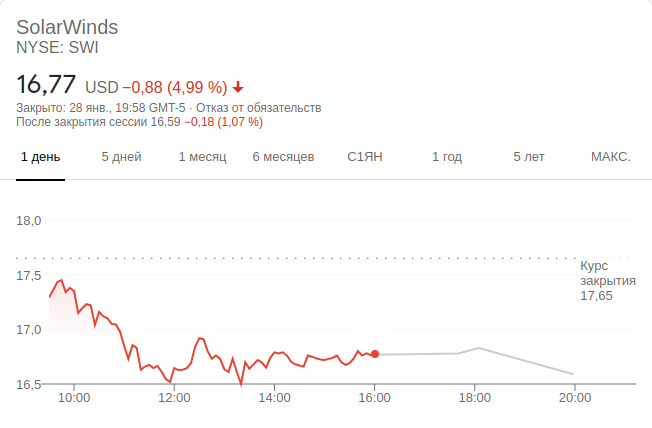 SolarWinds
NYSE: SWI
16,77 USD −0,88 (4,99 %)
Закрыто: 28 янв., 19:58 GMT-5 · Отказ от обязательств
После закрытия сессии 16,59 −0,18 (1,07 %)
1 день 5 дней 1 месяц 6 месяцев С1ЯН 1 год 5 лет МАКС.
18,0
Курс
закрытия
17,65
17,5
17,0
16,5
10:00 12:00 14:00 16:00 18:00 20:00